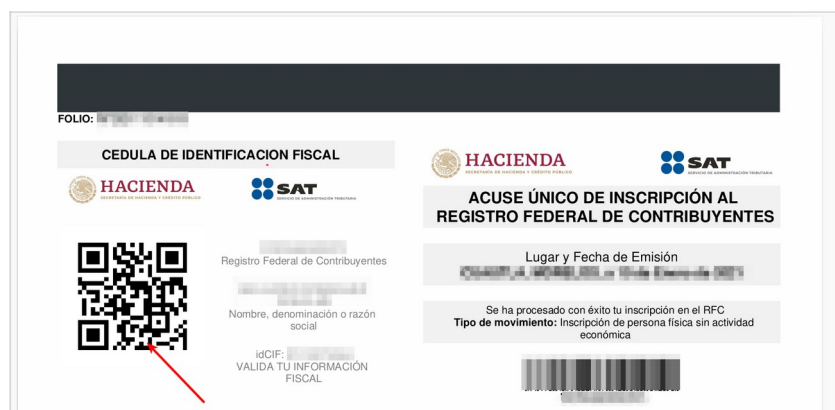 FOLIO:
CEDULA DE IDENTIFICACION FISCAL
HACIENDA
SECRETARÍA DE HACIENDA Y CRÉDITO PÚBLICO
SAT
SERVICIO DE ADMINISTRACIÓN TRIBUTARIA
Registro Federal de Contribuyentes
Nombre, denominación o razón
social
idCIF:
VALIDA TU INFORMACIÓN
FISCAL
HACIENDA
SECRETARÍA DE HACIENDA Y CRÉDITO PÚBLICO
SAT
SERVICIO DE ADMINISTRACIÓN TRIBUTARIA
ACUSE ÚNICO DE INSCRIPCIÓN AL
REGISTRO FEDERAL DE CONTRIBUYENTES
Lugar y Fecha de Emisión
Se ha procesado con éxito tu inscripción en el RFC
Tipo de movimiento: Inscripción de persona física sin actividad
económica